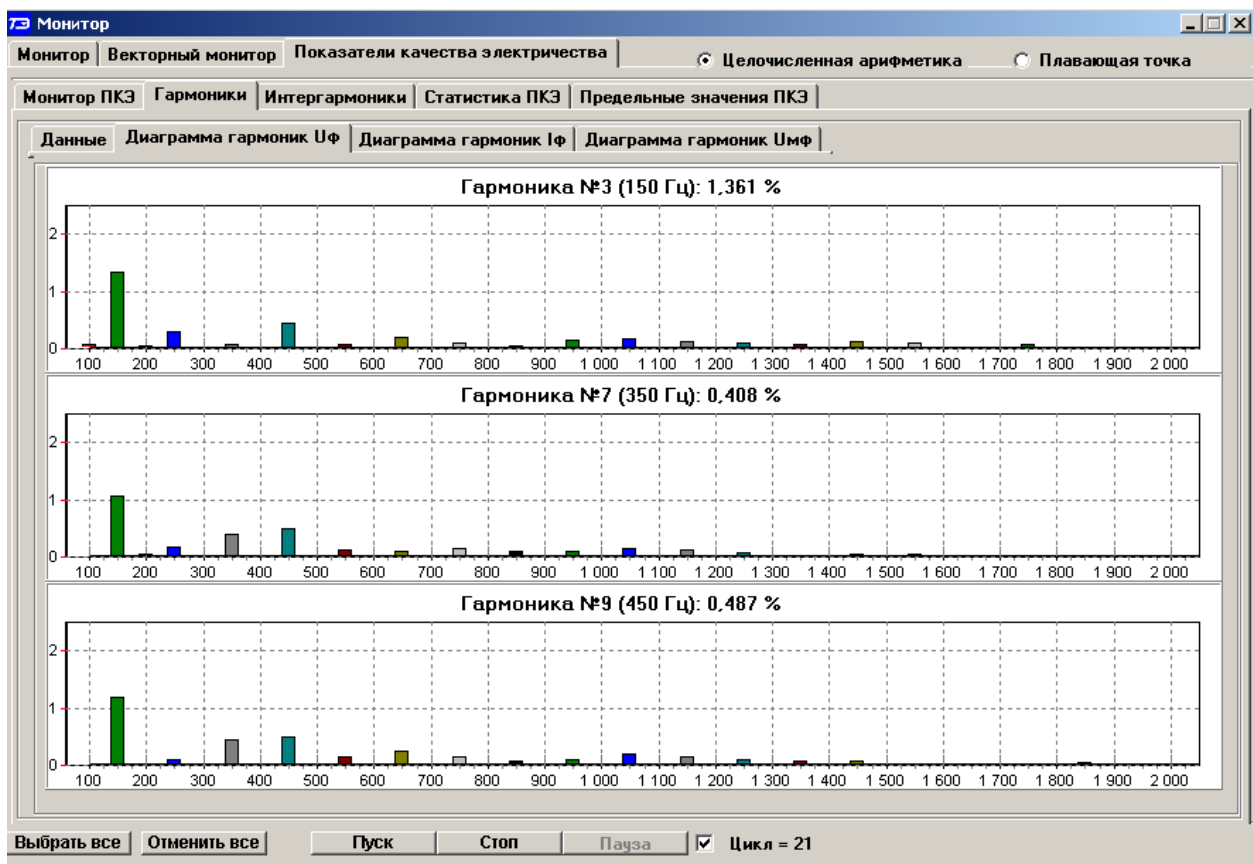 ТЭ Монитор
Монитор Векторный монитор Показатели качества электричества Целочисленная арифметика Плавающая точка
Монитор ПКЭ Гармоники Интергармоники Статистика ПКЭ Предельные значения ПКЭ
Данные Диаграмма гармоник Uф Диаграмма гармоник Iф Диаграмма гармоник Uмф
Гармоника №3 (150 Гц): 1,361 %
2
1
0
100 200 300 400 500 600 700 800 900 1 000 1 100 1 200 1 300 1 400 1 500 1 600 1 700 1 800 1 900 2 000
Гармоника №7 (350 Гц): 0,408 %
2
1
0
100 200 300 400 500 600 700 800 900 1 000 1 100 1 200 1 300 1 400 1 500 1 600 1 700 1 800 1 900 2 000
Гармоника №9 (450 Гц): 0,487 %
2
1
0
100 200 300 400 500 600 700 800 900 1 000 1 100 1 200 1 300 1 400 1 500 1 600 1 700 1 800 1 900 2 000
Выбрать все Отменить все Пуск Стоп Пауза Цикл = 21